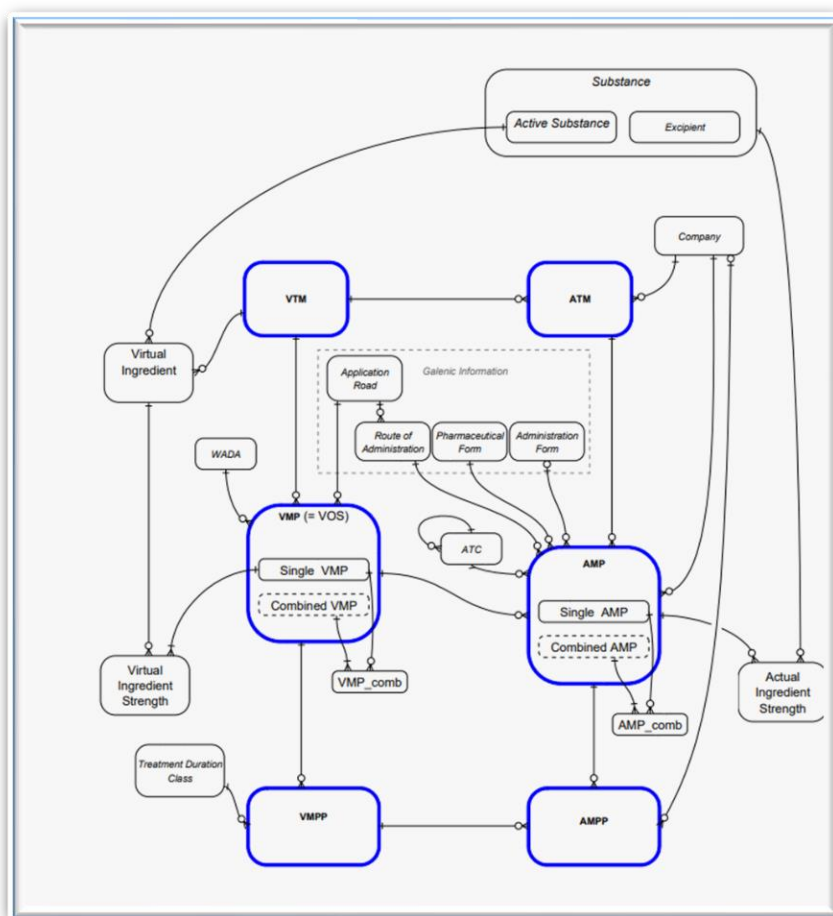 Substance
Active Substance
Excipient
Company
VTM
ATM
Virtual
Ingredient
Application
Road
Galenic Information
Route of
Administration
Pharmaceutical
Form
Administration
Form
WADA
VMP (= VOS)
ATC
AMP
Single VMP
Combined VMP
Single AMP
Combined AMP
Virtual
Ingredient
Strength
VMP_comb
Actual
Ingredient
Strength
AMP_comb
Treatment Duration
Class
VMPP
AMPP